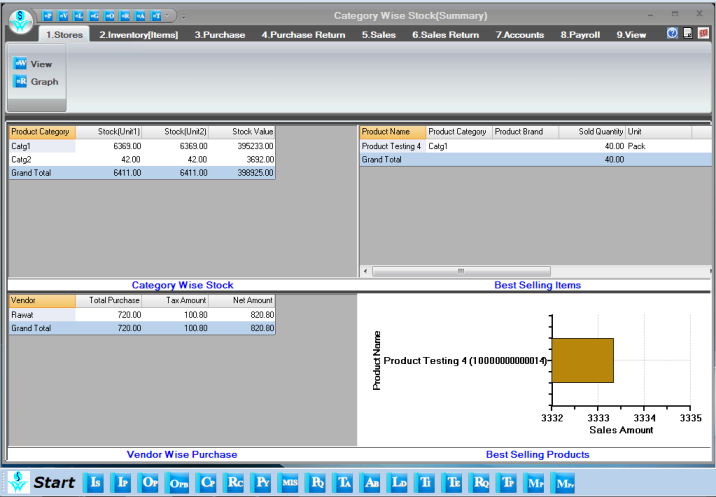 Category Wise Stock(Summary)
1.Stores 2.Inventory[Items] 3.Purchase 4.Purchase Return 5.Sales 6.Sales Return 7.Accounts 8.Payroll 9.View
View
Graph
Product Category Stock(Unit1) Stock(Unit2) Stock Value
Catg1 6369.00 6369.00 395233.00
Catg2 42.00 42.00 3692.00
Grand Total 6411.00 6411.00 398925.00
Category Wise Stock
Product Name Product Category Product Brand Sold Quantity Unit
Product Testing 4 Catg1 40.00 Pack
Grand Total 40.00
Best Selling Items
Vendor Total Purchase Tax Amount Net Amount
Rawat 720.00 100.80 820.80
Grand Total 720.00 100.80 820.80
Vendor Wise Purchase
Product Name
Product Testing 4 (10000000000014)
3332 3333 3334 3335
Sales Amount
Best Selling Products
Start Is Ip Op OPB CP RC PY MIS PQ TA AB LD TI TE RQ TP MP